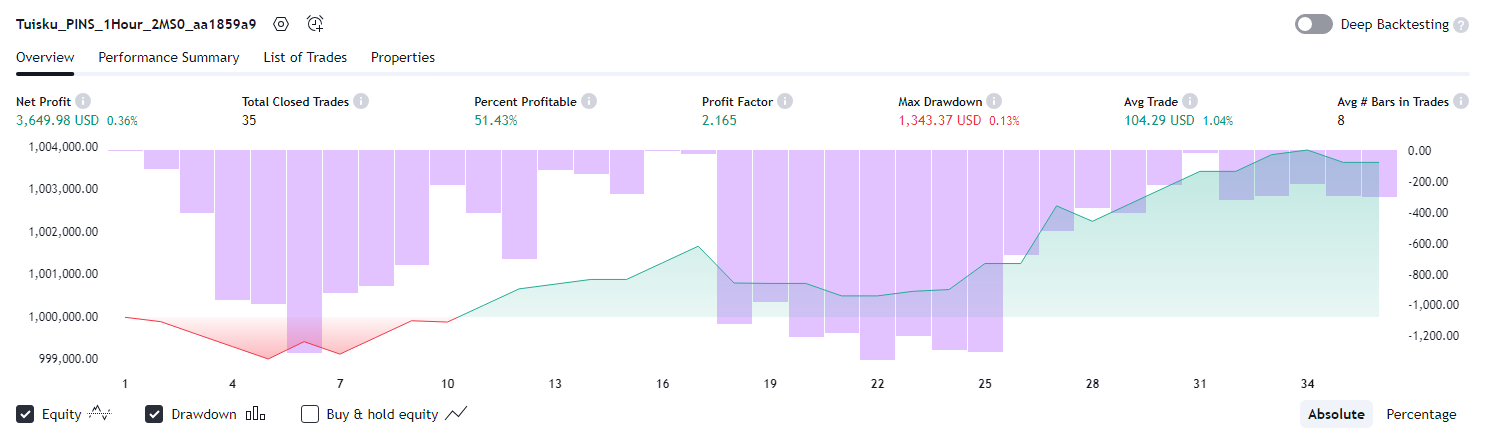 Tuisku_PINS_1Hour_2MS0_aa1859a9
Deep Backtesting ?
Overview Performance Summary List of Trades Properties
Net Profit i Total Closed Trades i Percent Profitable i Profit Factor i Max Drawdown i Avg Trade i Avg # Bars in Trades i
3,649.98 USD 0.36% 35 51.43% 2.165 1,343.37 USD 0.13% 104.29 USD 1.04% 8
1,004,000.00 0.00
1,003,000.00 -200.00
-400.00
1,002,000.00 -600.00
1,001,000.00 -800.00
1,000,000.00 -1,000.00
-1,200.00
999,000.00
1 4 7 10 13 16 19 22 25 28 31 34
Equity Drawdown Buy & hold equity Absolute Percentage